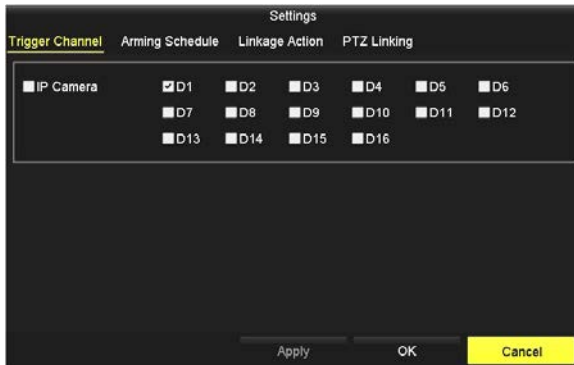 Settings
Trigger Channel Arming Schedule Linkage Action PTZ Linking
IP Camera D1 D2 D3 D4 D5 D6
D7 D8 D9 D10 D11 D12
D13 D14 D15 D16
Apply OK Cancel